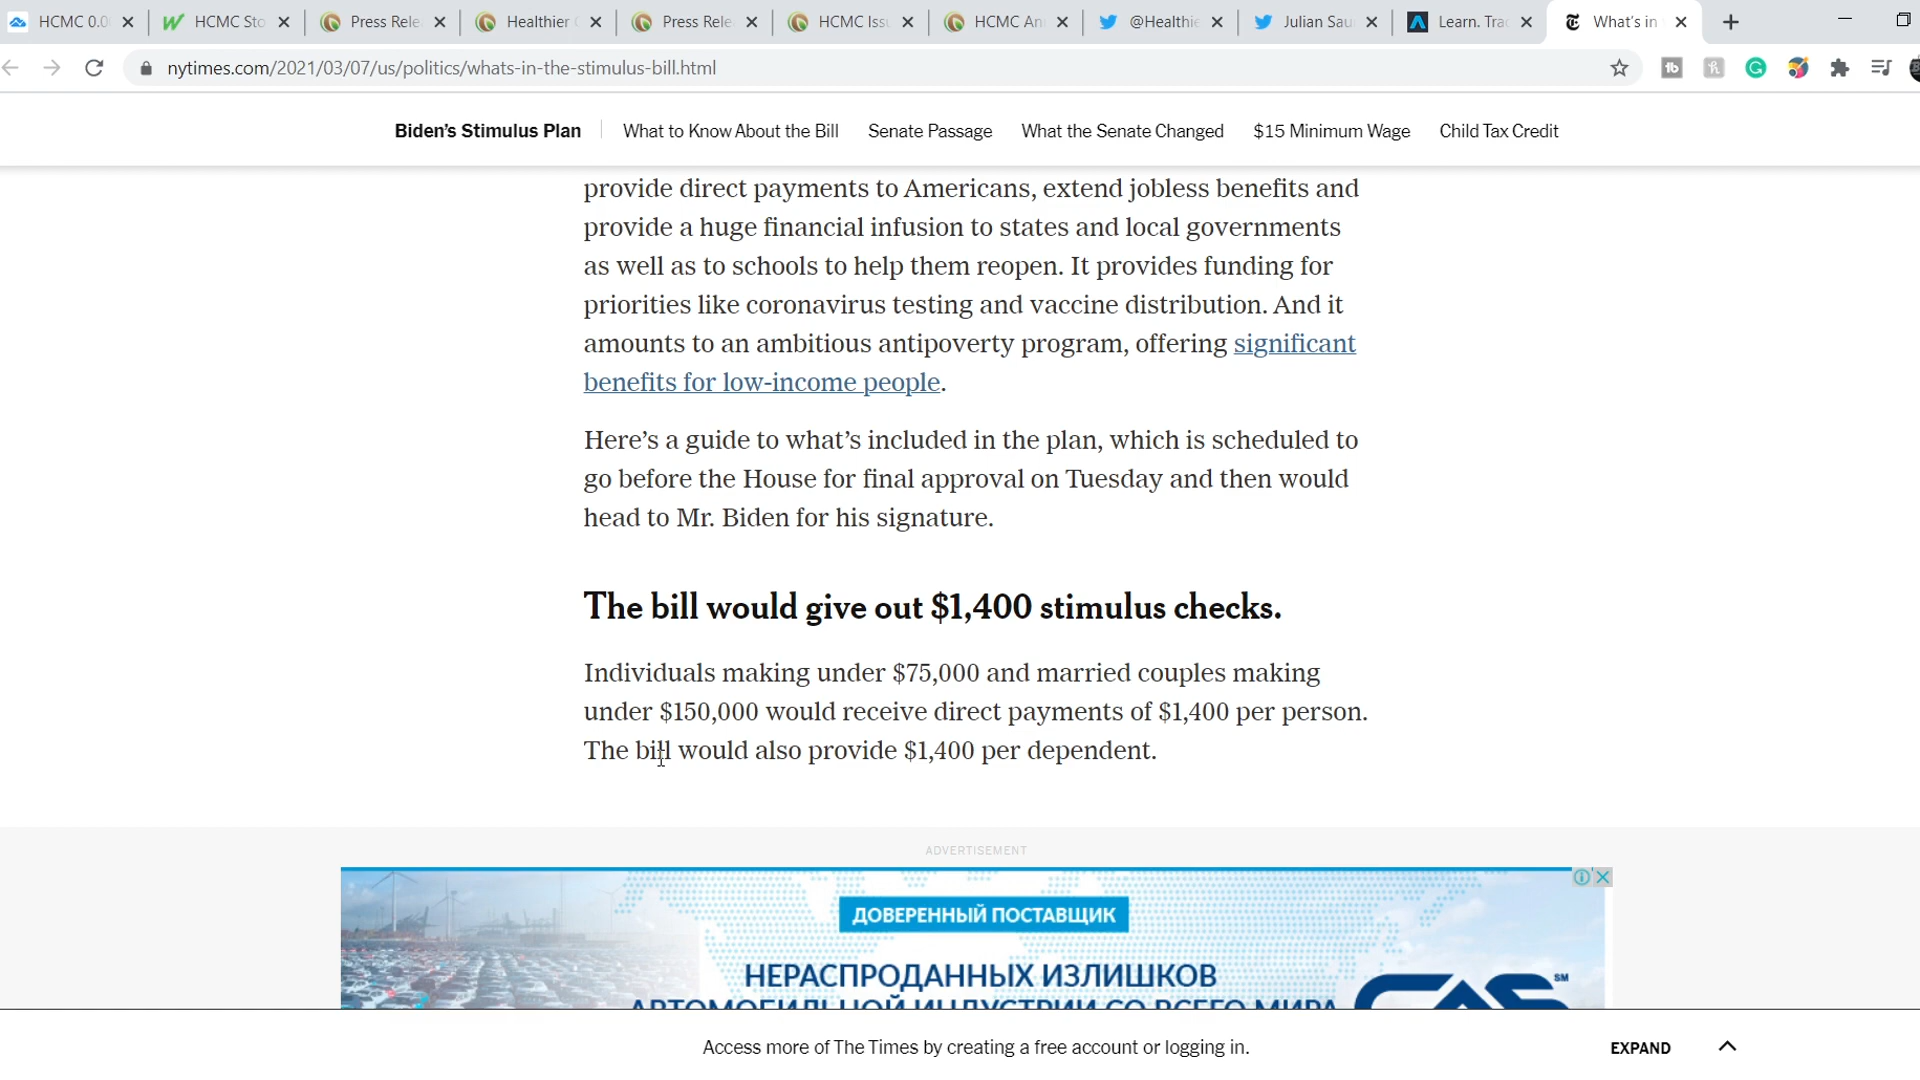 HCMC 0.0
HCMC Sto
Press Rele
Healthier
Press Rele
HCMC Iss
HCMC An
@Healthie
Julian Sau
Learn. Trad
What's in
nytimes.com/2021/03/07/us/politics/whats-in-the-stimulus-bill.html
Biden's Stimulus Plan
What to Know About the Bill
Senate Passage
What the Senate Changed
$15 Minimum Wage
Child Tax Credit
provide direct payments to Americans, extend jobless benefits and
provide a huge financial infusion to states and local governments
as well as to schools to help them reopen. It provides funding for
priorities like coronavirus testing and vaccine distribution. And it
amounts to an ambitious antipoverty program, offering significant
benefits for low-income people.
Here's a guide to what's included in the plan, which is scheduled to
go before the House for final approval on Tuesday and then would
head to Mr. Biden for his signature.
The bill would give out $1,400 stimulus checks.
Individuals making under $75,000 and married couples making
under $150,000 would receive direct payments of $1,400 per person.
The bill would also provide $1,400 per dependent.
ADVERTISEMENT
ДОВЕРЕННЫЙ ПОСТАВЩИК
НЕРАСПРОДАННЫХ ИЗЛИШКОВ
АВТОМОБИЛЬНОЙ ИНДУСТРИИ СО ВСЕГО МИРА
CAS SM
Access more of The Times by creating a free account or logging in.
EXPAND